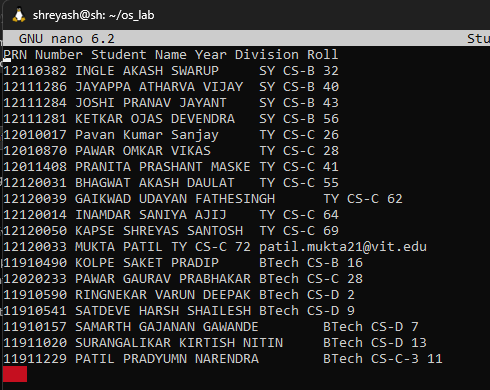 shreyash@sh: ~/os_lab
GNU nano 6.2 Stu
PRN Number Student Name Year Division Roll
12110382 INGLE AKASH SWARUP SY CS-B 32
12111286 JAYAPPA ATHARVA VIJAY SY CS-B 40
12111284 JOSHI PRANAV JAYANT SY CS-B 43
12111281 KETKAR OJAS DEVENDRA SY CS-B 56
12010017 Pavan Kumar Sanjay TY CS-C 26
12010870 PAWAR OMKAR VIKAS TY CS-C 28
12011408 PRANITA PRASHANT MASKE TY CS-C 41
12120031 BHAGWAT AKASH DAULAT TY CS-C 55
12120039 GAIKWAD UDAYAN FATHESINGH TY CS-C 62
12120014 INAMDAR SANIYA AJIJ TY CS-C 64
12120050 KAPSE SHREYAS SANTOSH TY CS-C 69
12120033 MUKTA PATIL TY CS-C 72 patil.mukta21@vit.edu
11910490 KOLPE SAKET PRADIP BTech CS-B 16
12020233 PAWAR GAURAV PRABHAKAR BTech CS-C 28
11910590 RINGNEKAR VARUN DEEPAK BTech CS-D 2
11910541 SATDEVE HARSH SHAILESH BTech CS-D 9
11910157 SAMARTH GAJANAN GAWANDE BTech CS-D 7
11911020 SURANGALIKAR KIRTISH NITIN BTech CS-D 13
11911229 PATIL PRADYUMN NARENDRA BTech CS-C-3 11